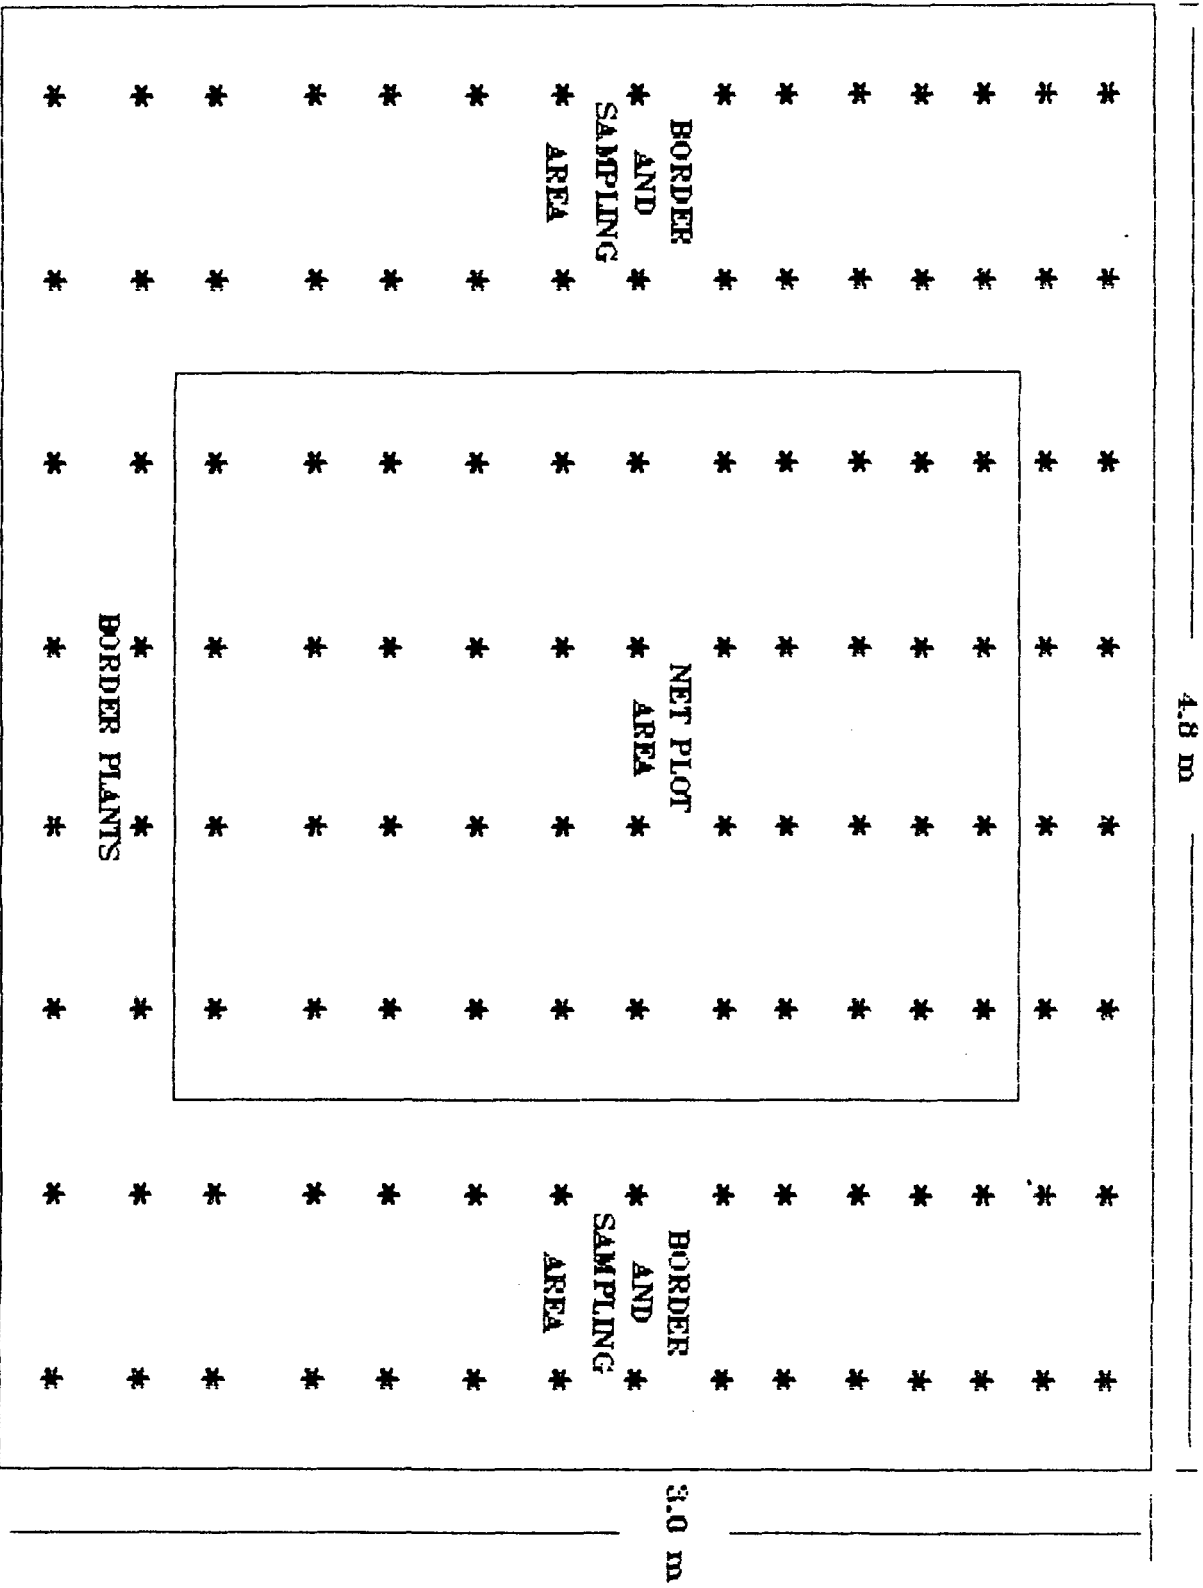 4.8 m
BORDER
AND
SAMPLING
AREA
NET PLOT
AREA
BORDER PLANTS
BORDER
AND
SAMPLING
AREA
3.0 m